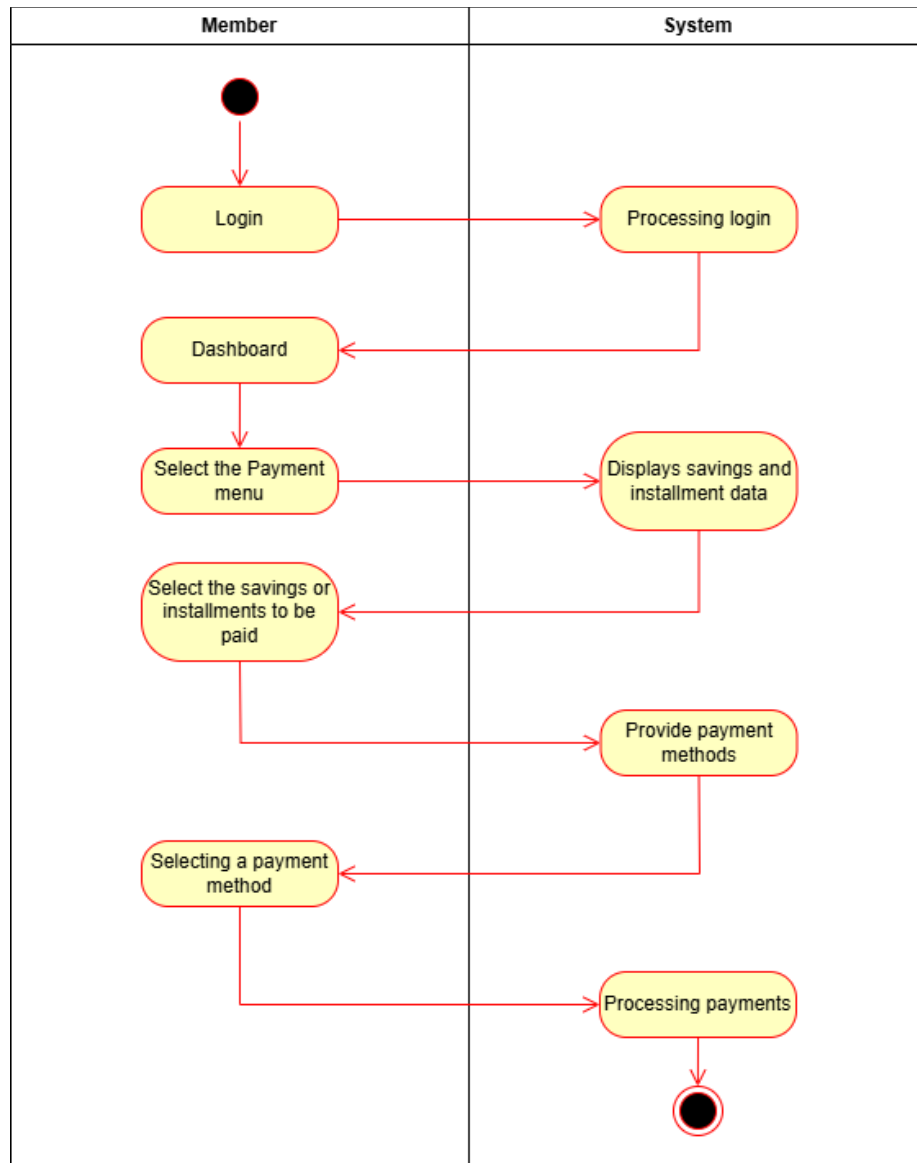 Member
System
Login
Processing login
Dashboard
Select the Payment
menu
Displays savings and
installment data
Select the savings or
installments to be
paid
Provide payment
methods
Selecting a payment
method
Processing payments